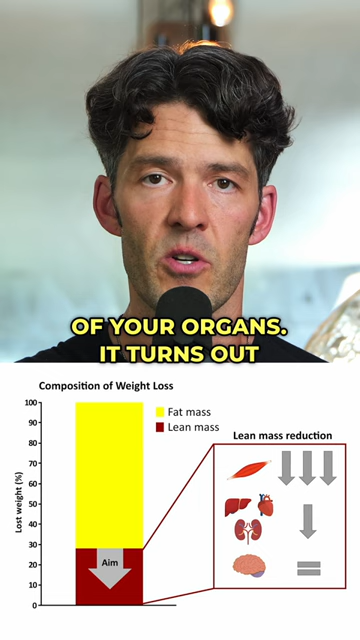 OF YOUR ORGANS.
IT TURNS OUT
Composition of Weight Loss
Fat mass
Lean mass
Lean mass reduction
Lost weight (%)
100
90
80
70
60
50
40
30
20
10
0
Aim